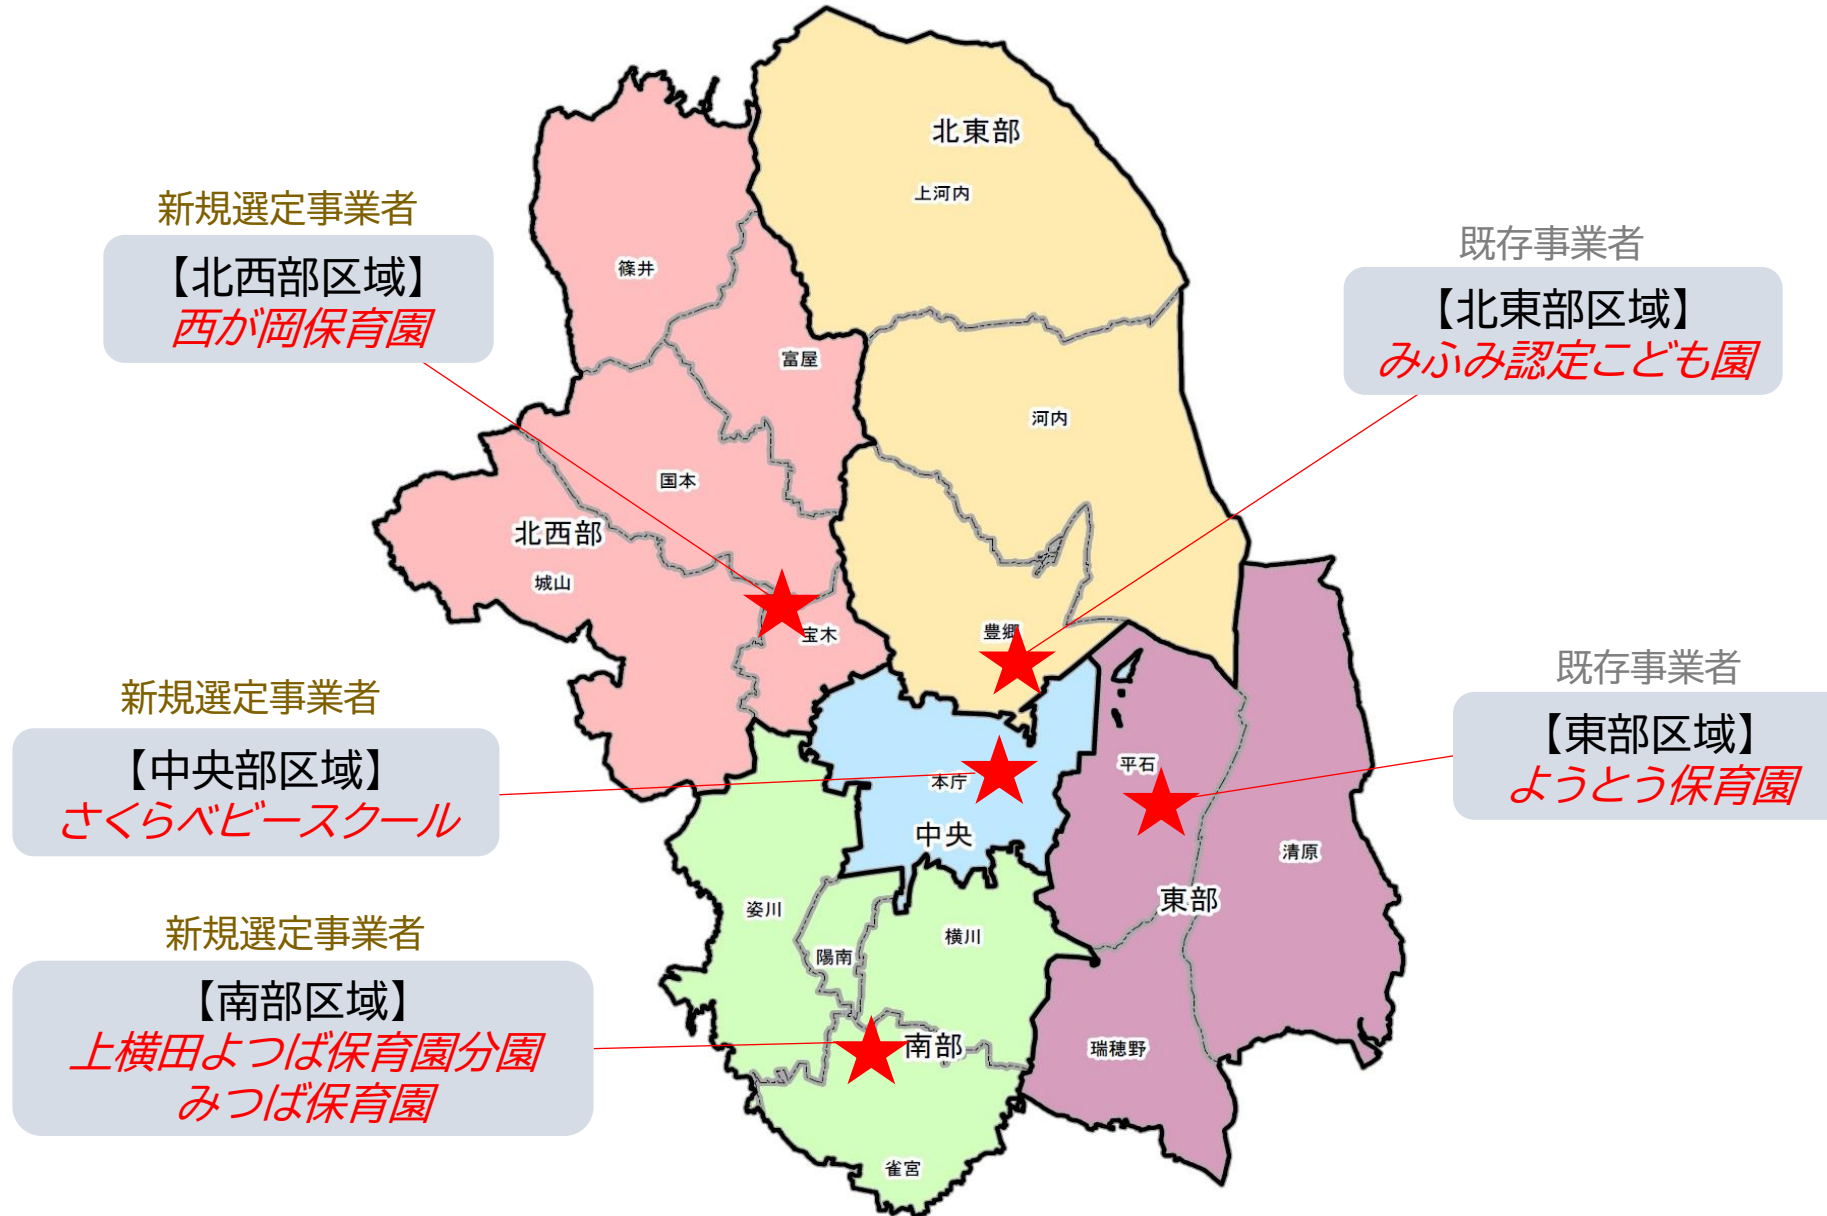 北東部
上河内
新規選定事業者
【北西部区域】
西が岡保育園
篠井
既存事業者
【北東部区域】
みふみ認定こども園
富屋
河内
国本
北西部
城山
豊郷
宝木
新規選定事業者
【中央部区域】
さくらベビースクール
既存事業者
【東部区域】
ようとう保育園
平石
本庁
中央
清原
東部
姿川
横川
陽南
新規選定事業者
【南部区域】
上横田よつば保育園分園
みつば保育園
南部
瑞穂野
雀宮